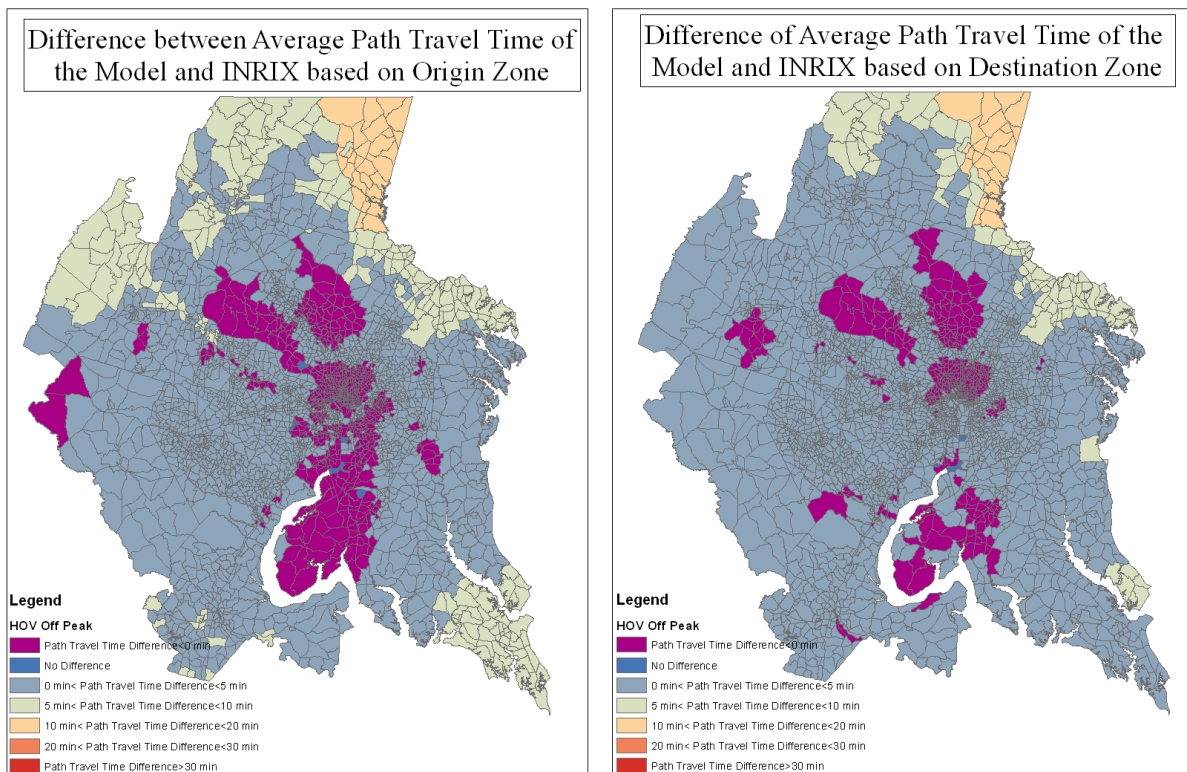 Difference between Average Path Travel Time of
the Model and INRIX based on Origin Zone
Legend
HOV Off Peak
Path Travel Time Difference<0 min
No Difference
0 min< Path Travel Time Difference<5 min
5 min< Path Travel Time Difference<10 min
10 min< Path Travel Time Difference<20 min
20 min< Path Travel Time Difference<30 min
Path Travel Time Difference>30 min
Difference of Average Path Travel Time of the
Model and INRIX based on Destination Zone
Legend
HOV Off Peak
Path Travel Time Difference<0 min
No Difference
0 min< Path Travel Time Difference<5 min
5 min< Path Travel Time Difference<10 min
10 min< Path Travel Time Difference<20 min
20 min< Path Travel Time Difference<30 min
Path Travel Time Difference>30 min